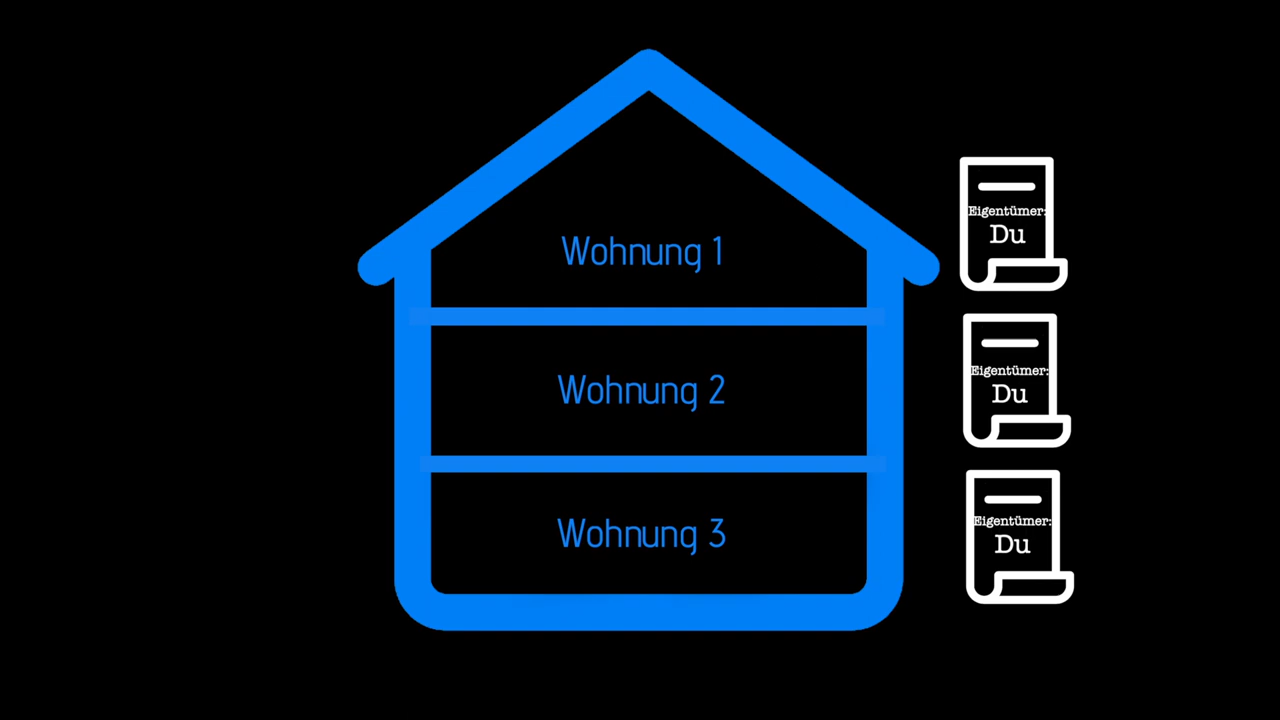 Wohnung 1
Eigentümer:
Du
Wohnung 2
Eigentümer:
Du
Wohnung 3
Eigentümer:
Du